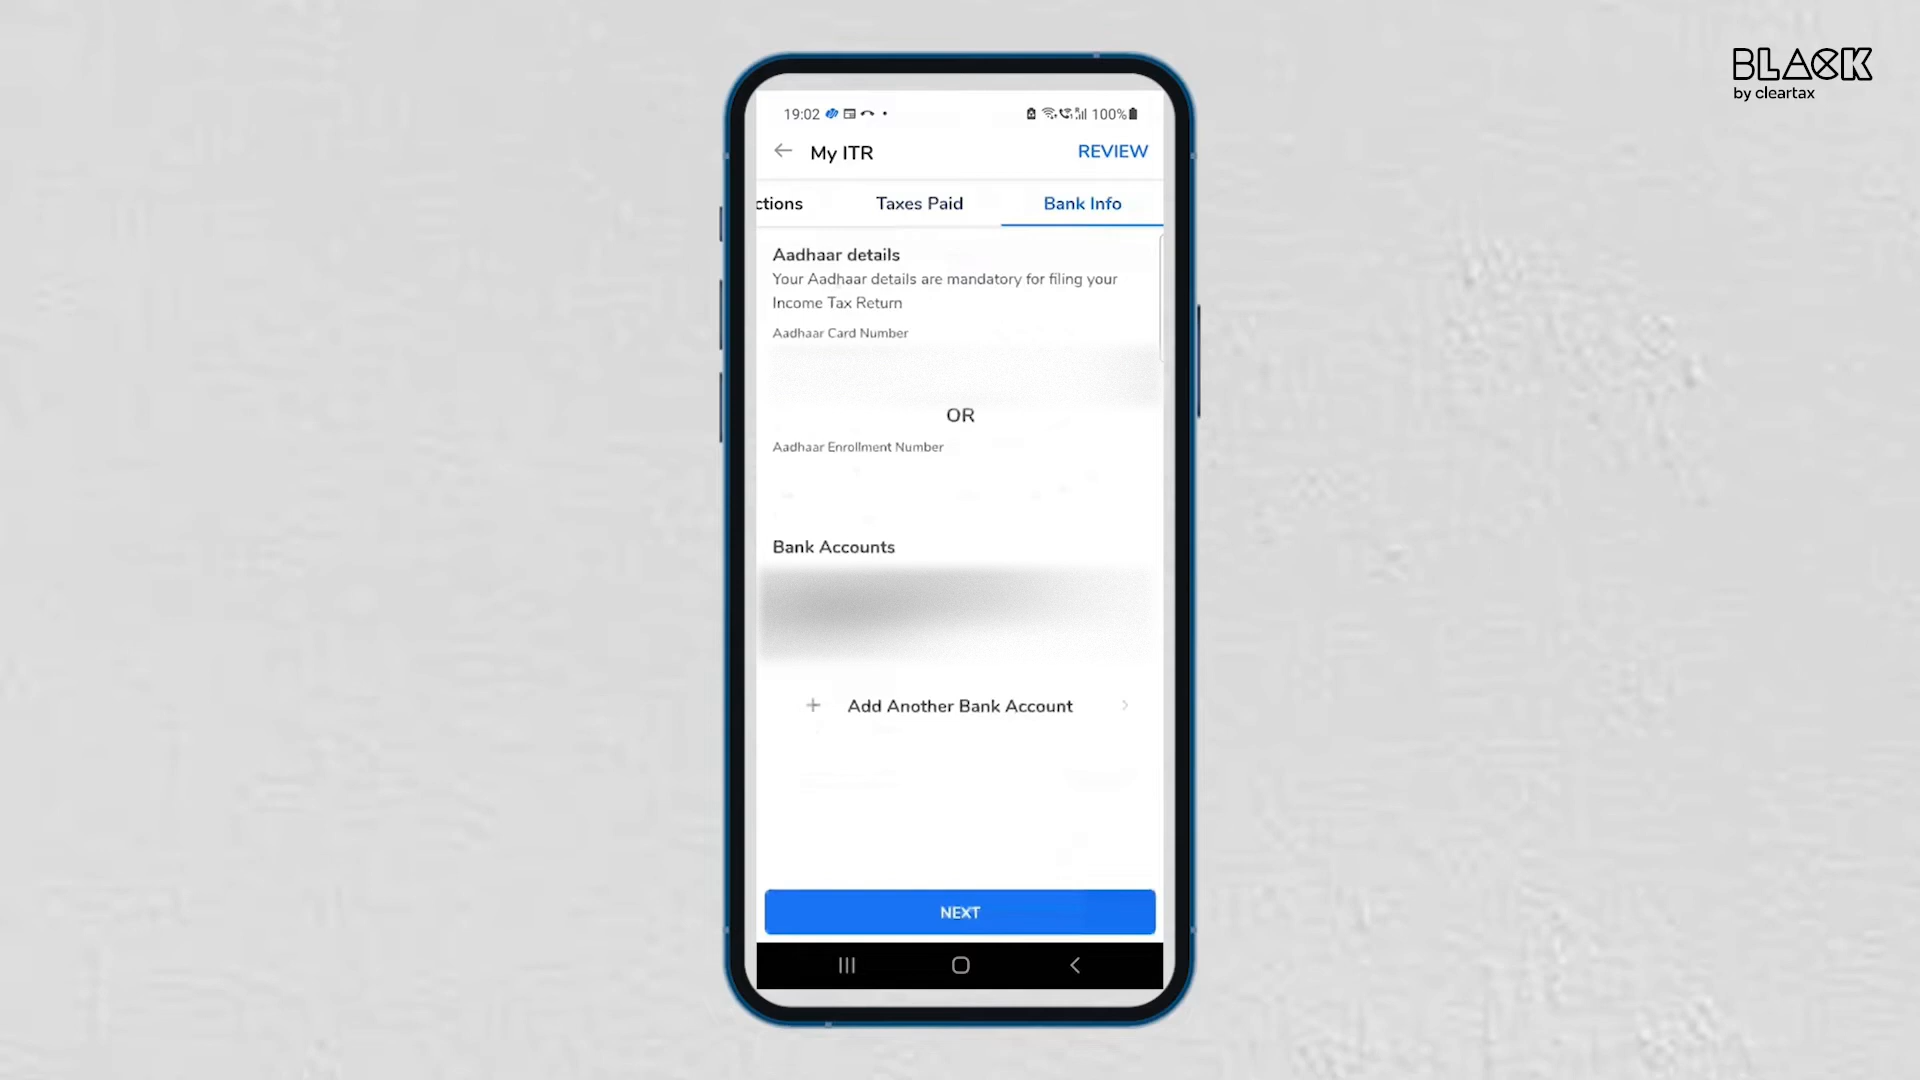 BLACK
by cleartax
19:02 100%
My ITR REVIEW
ctions Taxes Paid Bank Info
Aadhaar details
Your Aadhaar details are mandatory for filing your
Income Tax Return
Aadhaar Card Number
OR
Aadhaar Enrollment Number
Bank Accounts
+ Add Another Bank Account
NEXT